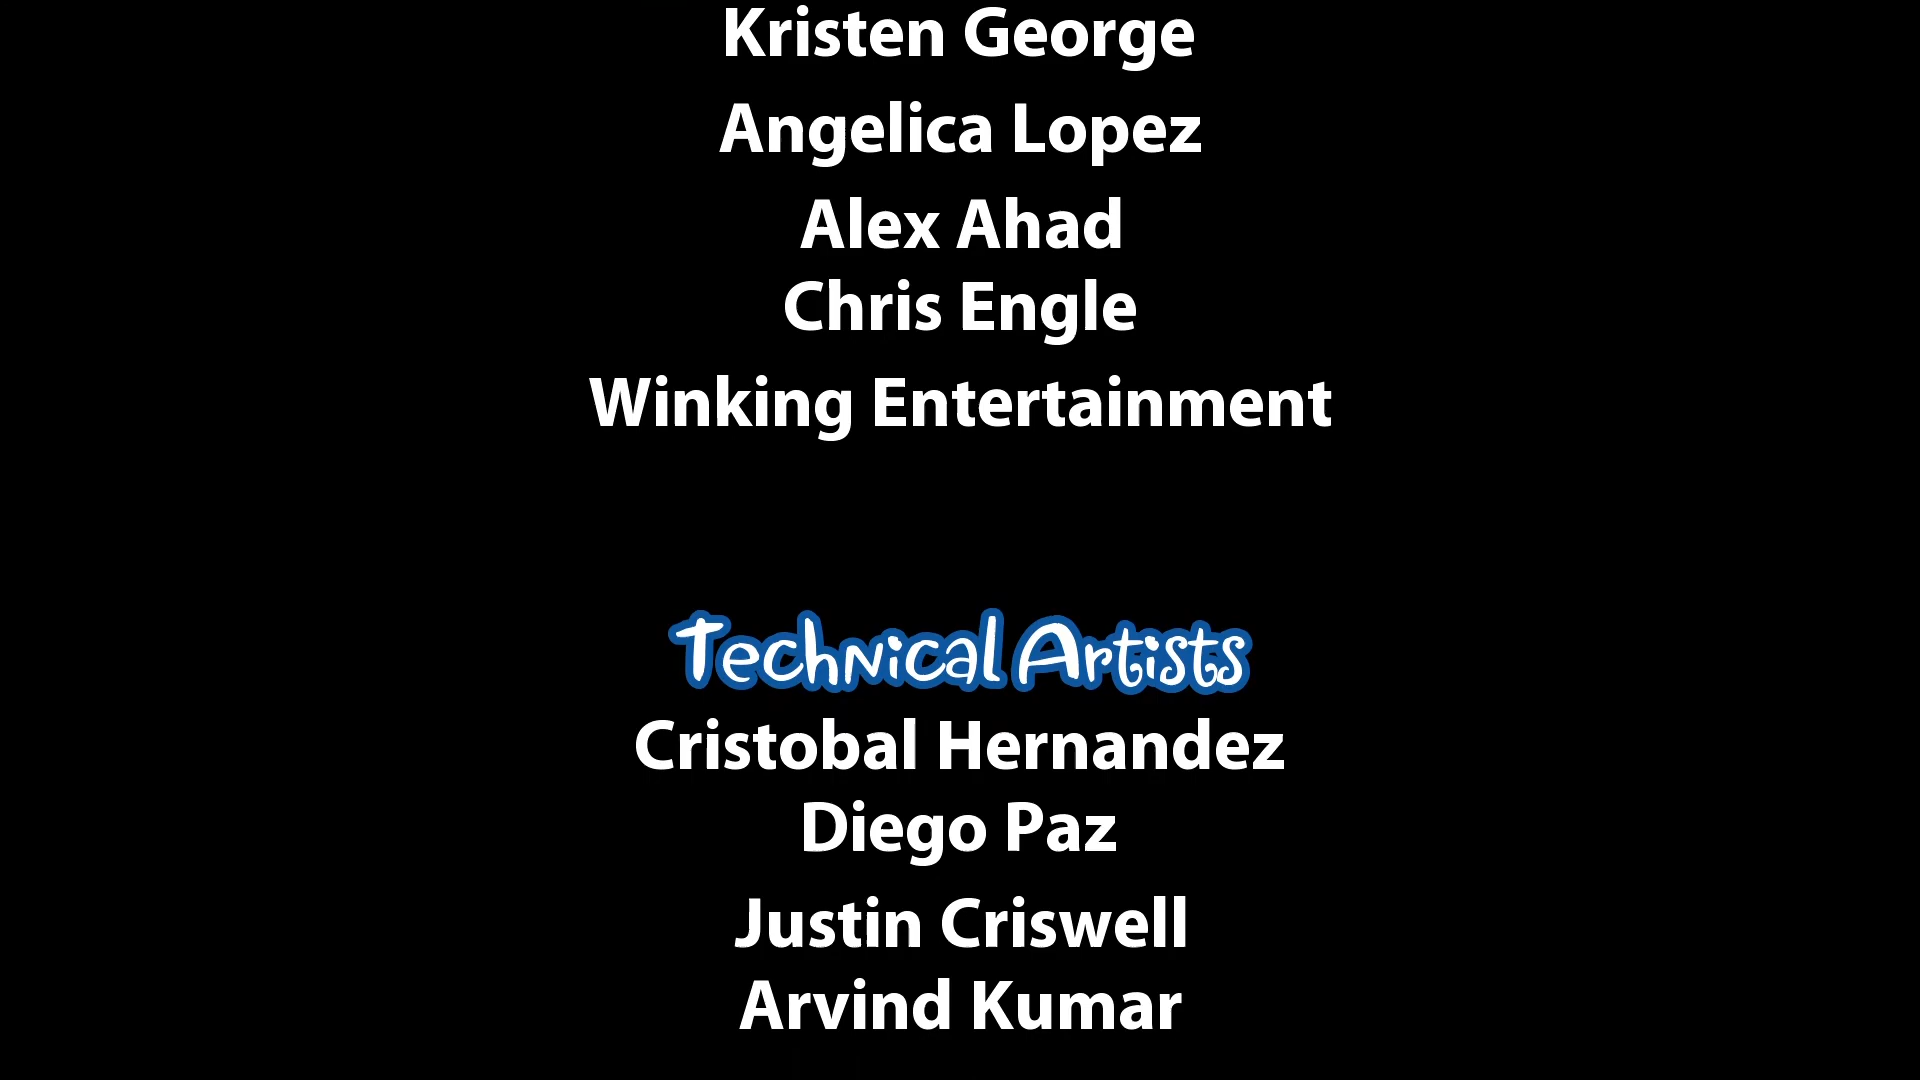 Kristen George
Angelica Lopez
Alex Ahad
Chris Engle
Winking Entertainment
Technical Artists
Cristobal Hernandez
Diego Paz
Justin Criswell
Arvind Kumar